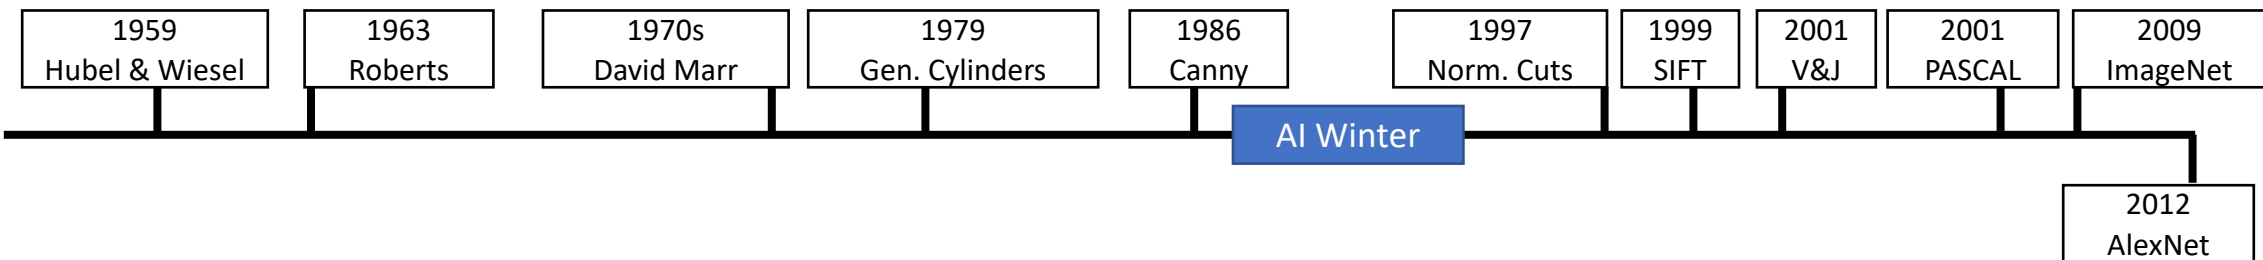 1959
Hubel & Wiesel
1963
Roberts
1970s
David Marr
1979
Gen. Cylinders
1986
Canny
AI Winter
1997
Norm. Cuts
1999
SIFT
2001
V&J
2001
PASCAL
2009
ImageNet
2012
AlexNet